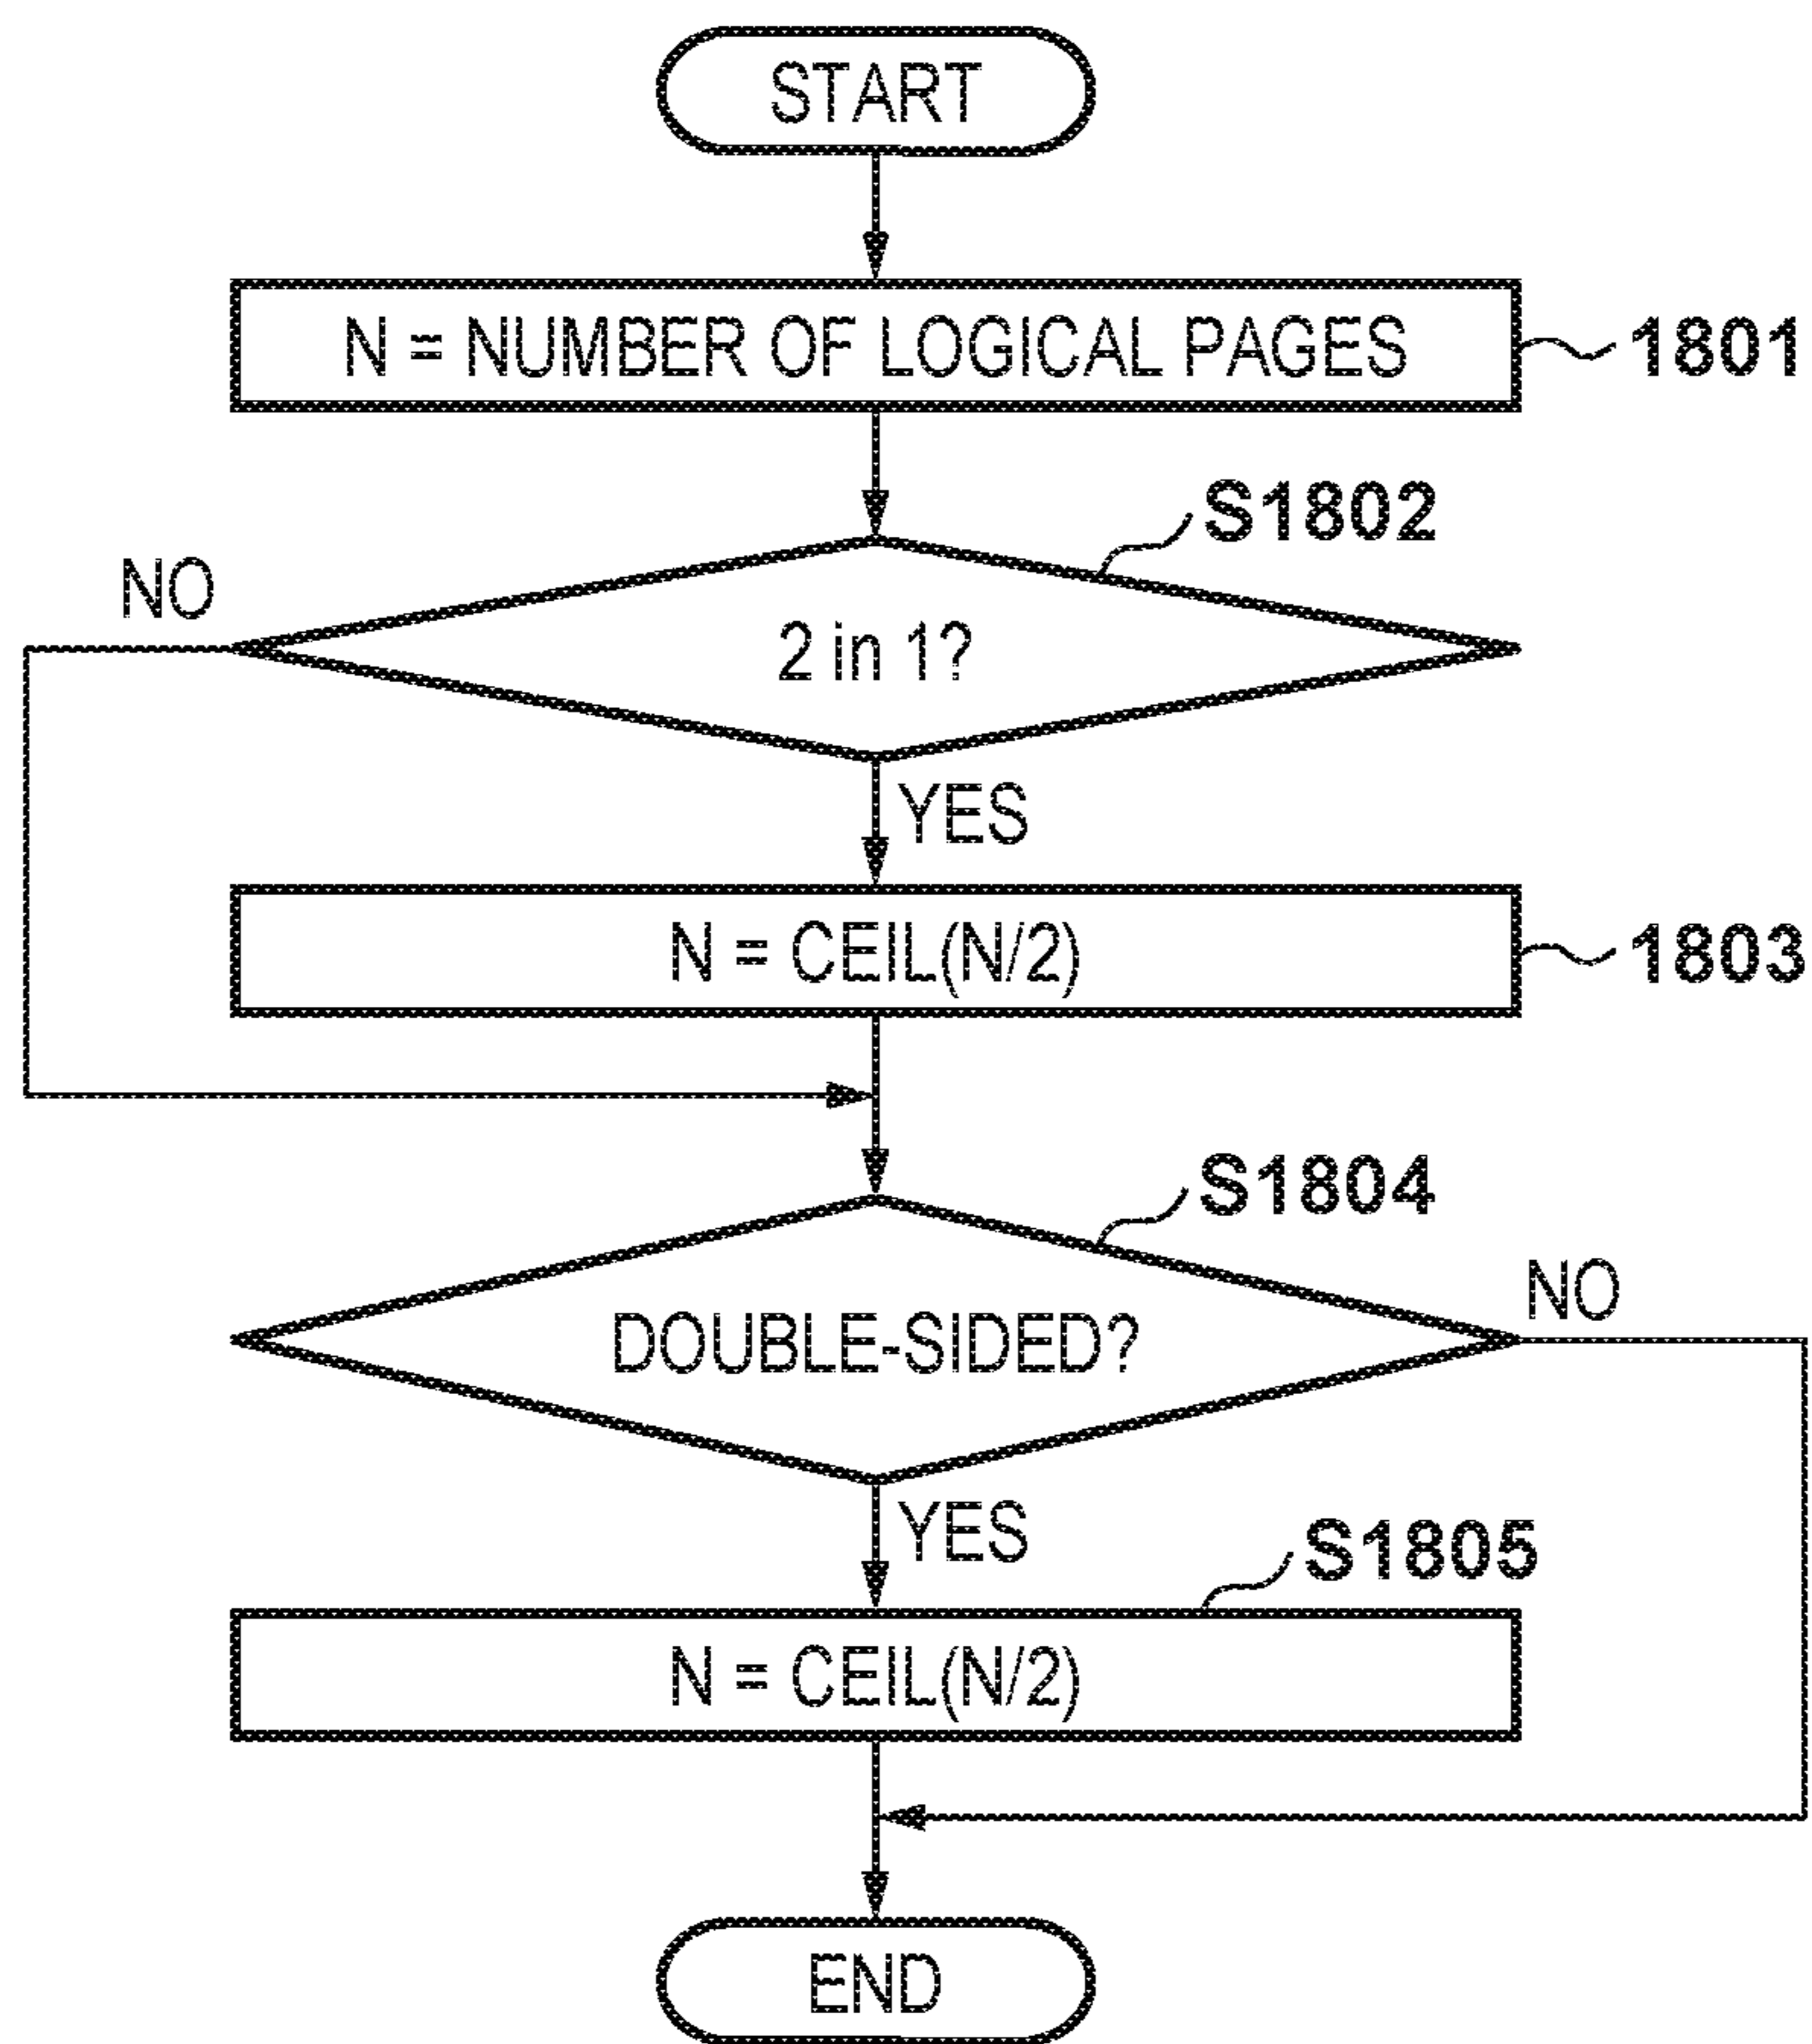 START
N = NUMBER OF LOGICAL PAGES
1801
S1802
NO
2 in 1?
YES
N = CEIL(N/2)
1803
S1804
NO
DOUBLE-SIDED?
YES
S1805
N = CEIL(N/2)
END